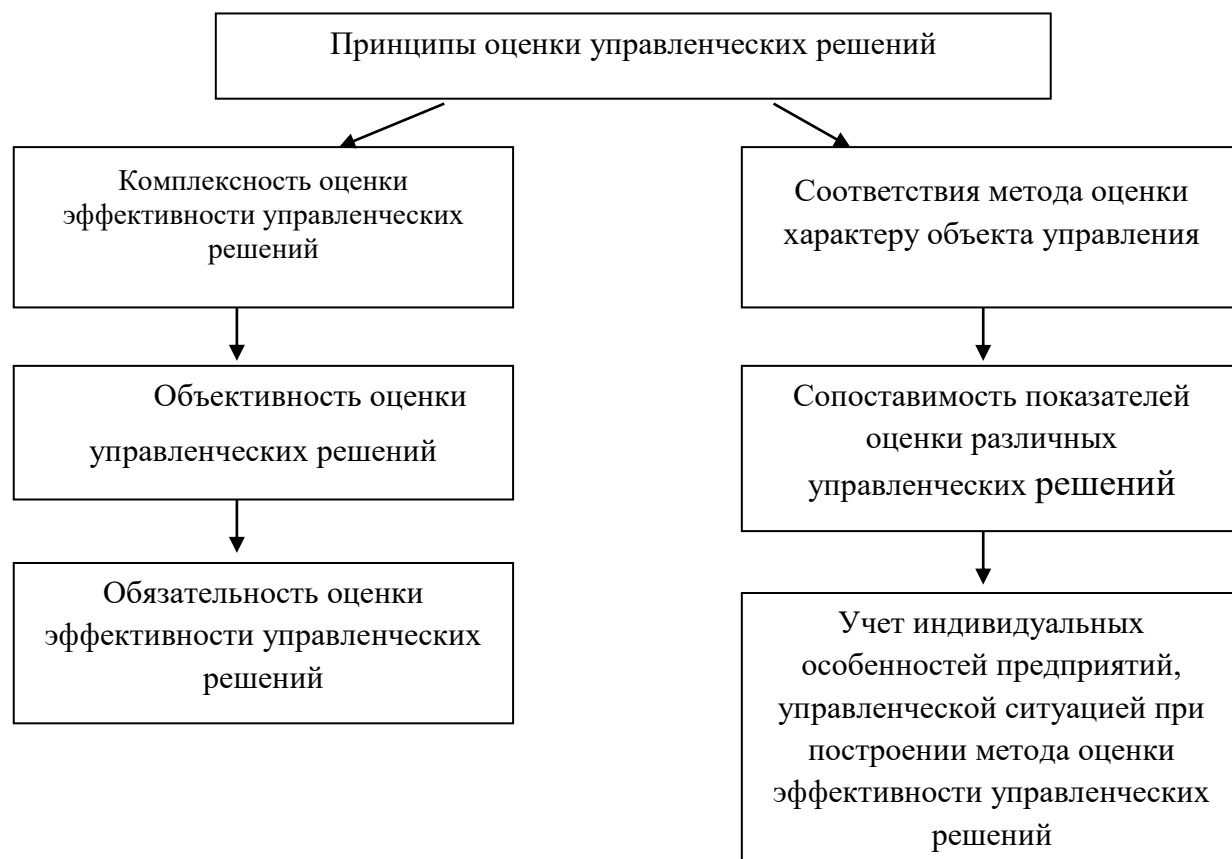 Принципы оценки управленческих решений
Комплексность оценки
эффективности управленческих
решений
Объективность оценки
управленческих решений
Обязательность оценки
эффективности управленческих
решений
Соответствия метода оценки
характеру объекта управления
Сопоставимость показателей
оценки различных
управленческих решений
Учет индивидуальных
особенностей предприятий,
управленческой ситуацией при
построении метода оценки
эффективности управленческих
решений